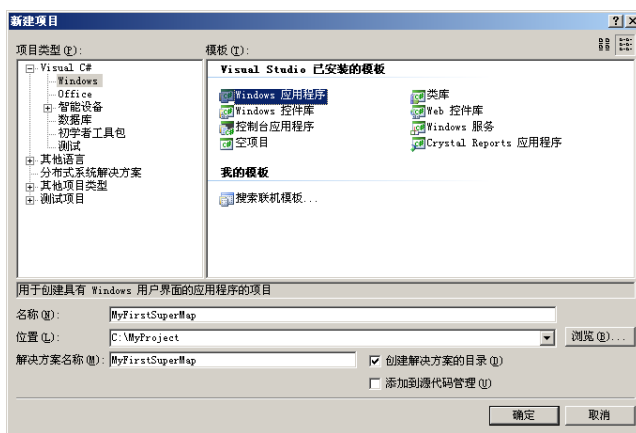 新建项目
项目类型(P):
模板(T):
Visual C#
Windows
Office
智能设备
数据库
初学者工具包
测试
其他语言
分布式系统解决方案
其他项目类型
测试项目
Visual Studio 已安装的模板
Windows 应用程序
类库
Windows 控件库
Web 控件库
控制台应用程序
Windows 服务
空项目
Crystal Reports 应用程序
我的模板
搜索联机模板...
用于创建具有 Windows 用户界面的应用程序的项目
名称(N): MyFirstSuperMap
位置(L): C:\MyProject 浏览(B)...
解决方案名称(M): MyFirstSuperMap 创建解决方案的目录(D)
添加到源代码管理(U)
确定 取消